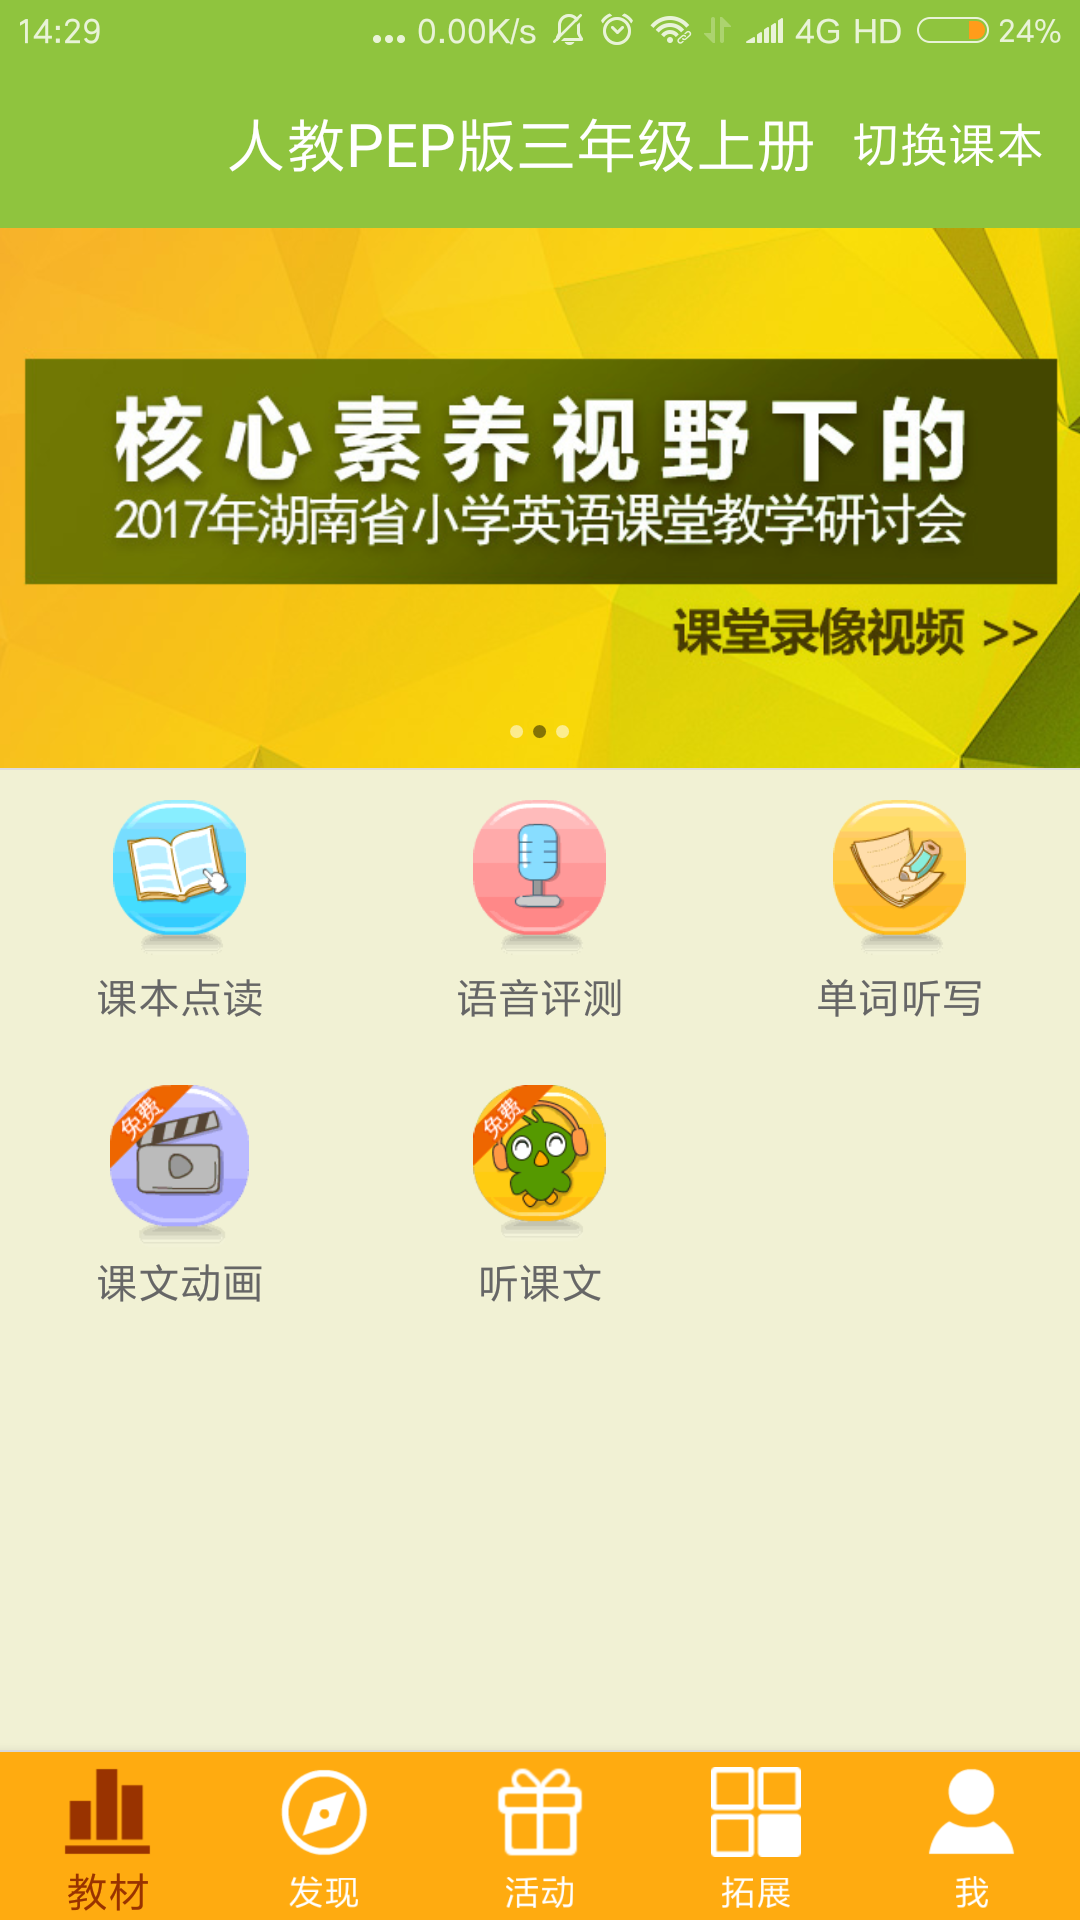 14:29 ... 0.00K/s 4G HD 24%
人教PEP版三年级上册 切换课本
核心素养视野下的
2017年湖南省小学英语课堂教学研讨会
课堂录像视频 >>
课本点读 语音评测 单词听写
免费 免费
课文动画 听课文
教材 发现 活动 拓展 我